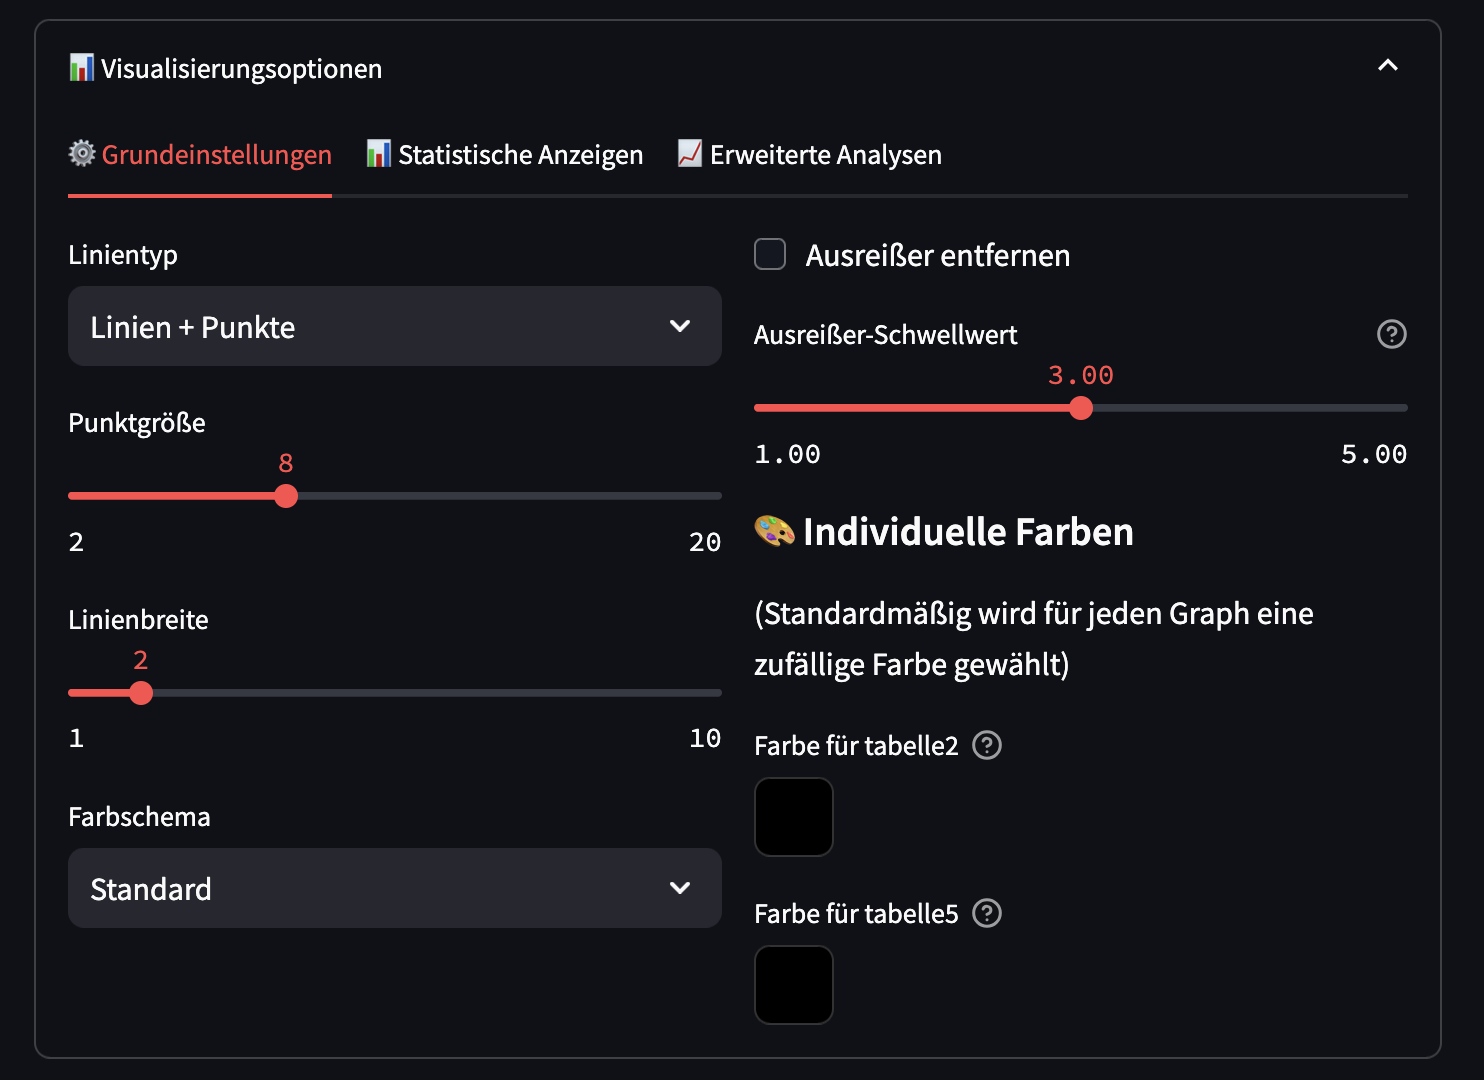 Visualisierungsoptionen
Grundeinstellungen
Statistische Anzeigen
Erweiterte Analysen
Linientyp
Linien + Punkte
Punktgröße
8
2
20
Linienbreite
2
1
10
Farbschema
Standard
Ausreißer entfernen
Ausreißer-Schwellwert
?
3.00
1.00
5.00
Individuelle Farben
(Standardmäßig wird für jeden Graph eine
zufällige Farbe gewählt)
Farbe für tabelle2 ?
Farbe für tabelle5 ?